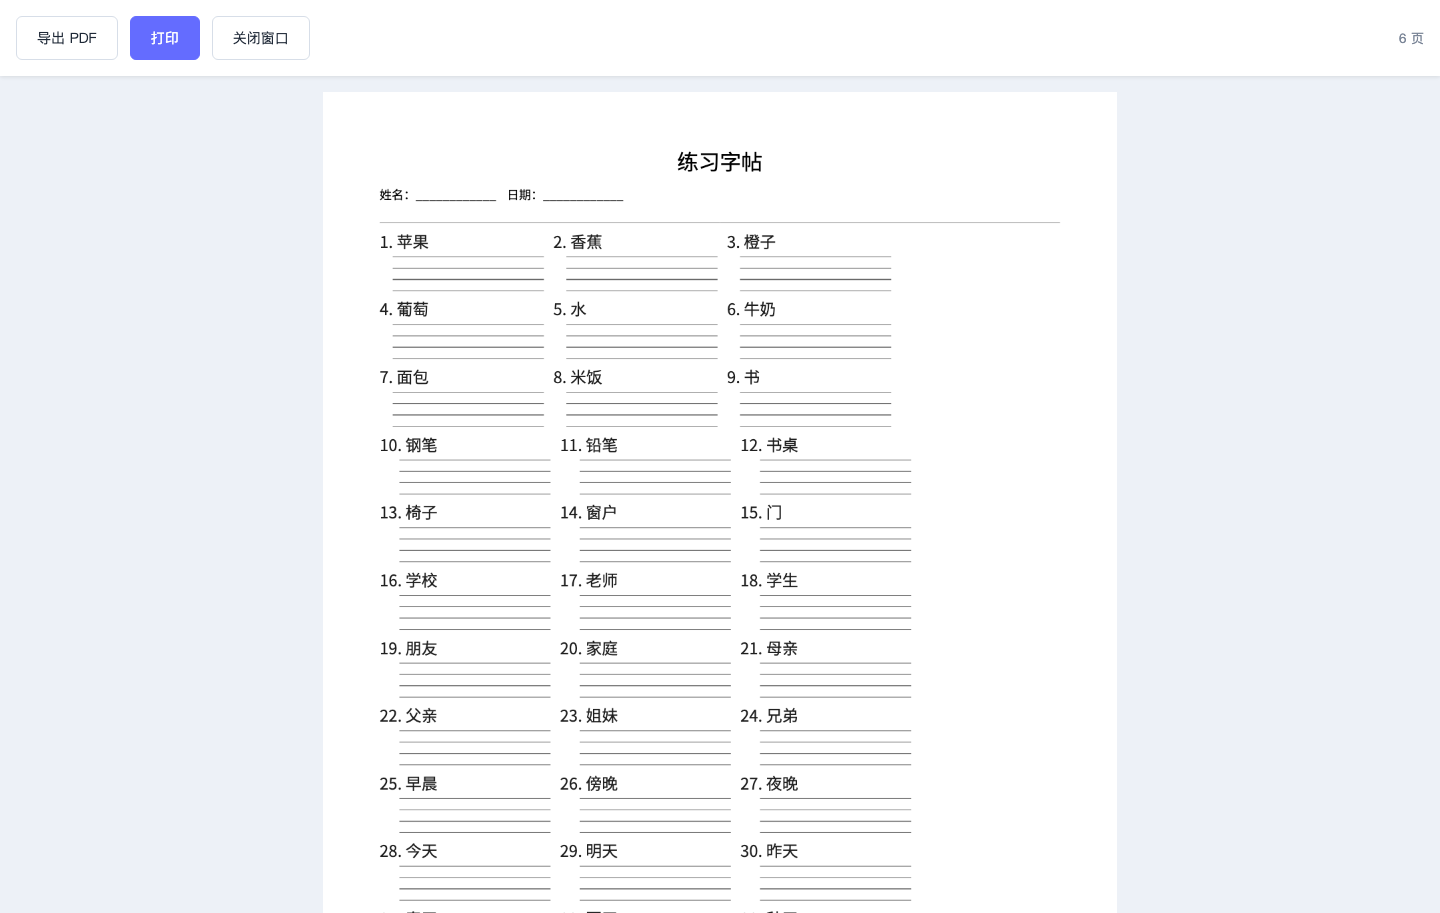 导出 PDF 打印 关闭窗口 6 页
练习字帖
姓名：____________ 日期：____________
1. 苹果 2. 香蕉 3. 橙子
4. 葡萄 5. 水 6. 牛奶
7. 面包 8. 米饭 9. 书
10. 钢笔 11. 铅笔 12. 书桌
13. 椅子 14. 窗户 15. 门
16. 学校 17. 老师 18. 学生
19. 朋友 20. 家庭 21. 母亲
22. 父亲 23. 姐妹 24. 兄弟
25. 早晨 26. 傍晚 27. 夜晚
28. 今天 29. 明天 30. 昨天